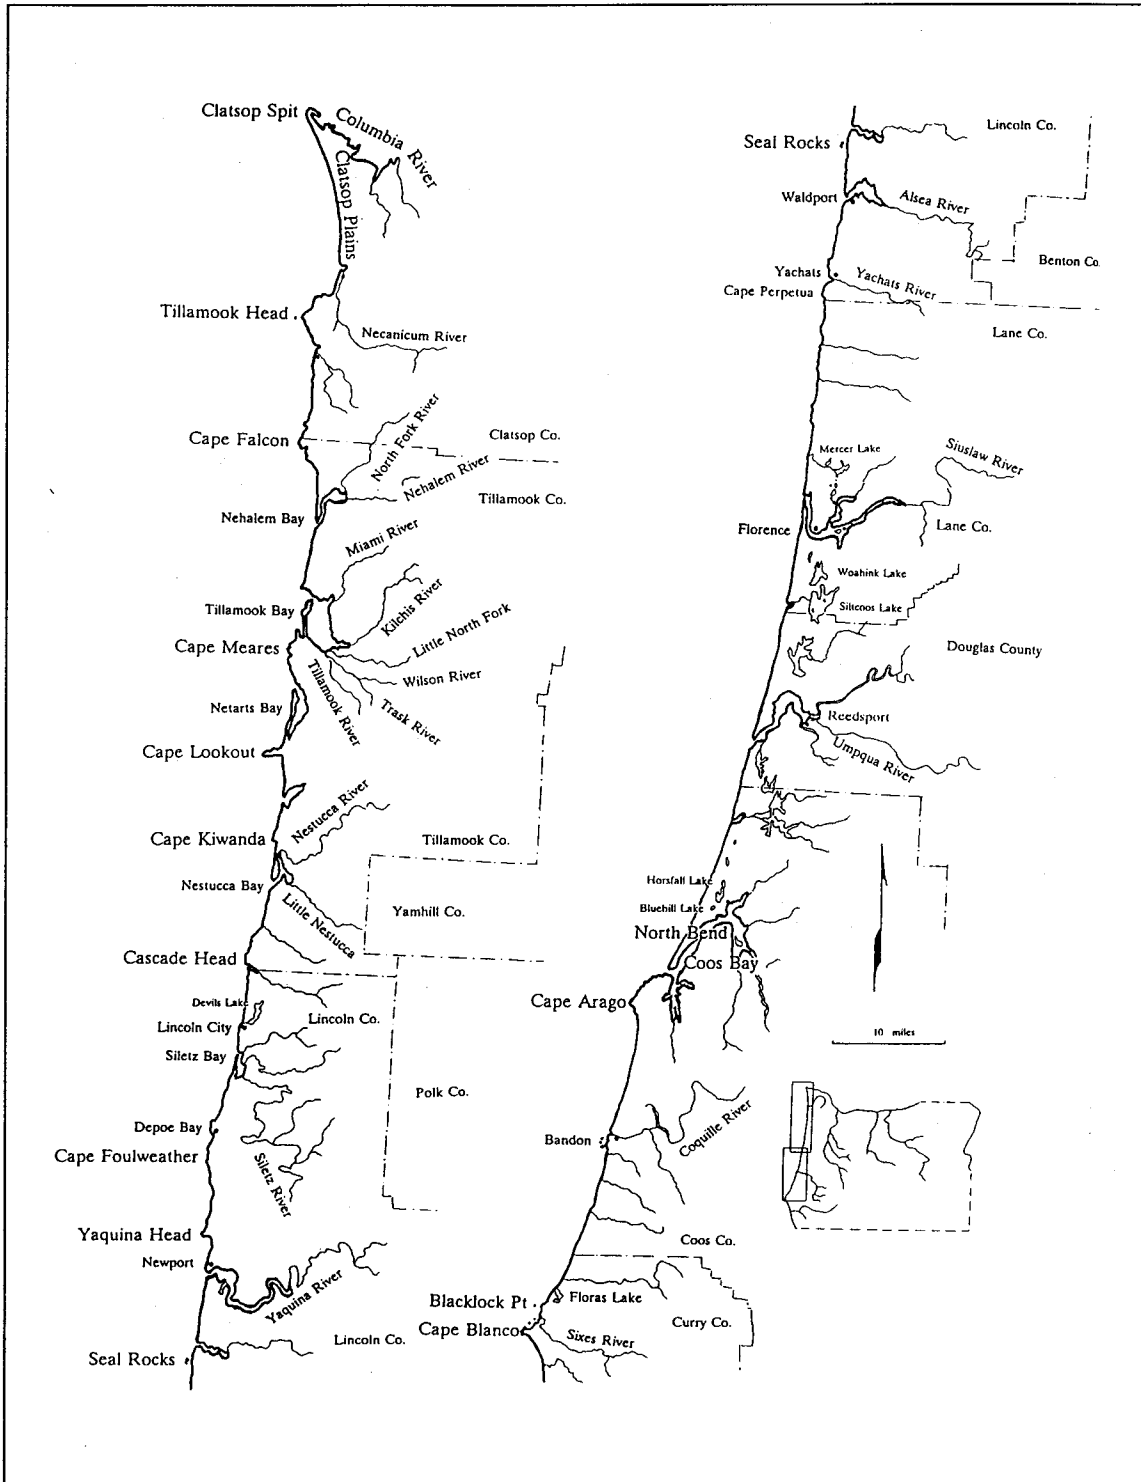 Clatsop Spit
Columbia River
Clatsop Plains
Tillamook Head
Necanicum River
Cape Falcon
Clatsop Co.
North Fork River
Nehalem River
Tillamook Co.
Nehalem Bay
Miami River
Tillamook Bay
Kilchis River
Little North Fork
Cape Meares
Wilson River
Tillamook River
Trask River
Netarts Bay
Cape Lookout
Nestucca River
Cape Kiwanda
Tillamook Co.
Nestucca Bay
Little Nestucca
Yamhill Co.
Cascade Head
Devils Lake
Lincoln City
Lincoln Co.
Siletz Bay
Polk Co.
Depoe Bay
Cape Foulweather
Siletz River
Yaquina Head
Newport
Yaquina River
Lincoln Co.
Seal Rocks
Lincoln Co.
Seal Rocks
Waldport
Alsea River
Benton Co.
Yachats
Yachats River
Cape Perpetua
Lane Co.
Mercer Lake
Siuslaw River
Florence
Lane Co.
Woahink Lake
Siltcoos Lake
Douglas County
Reedsport
Umpqua River
Horsfall Lake
Bluehill Lake
North Bend
Coos Bay
Cape Arago
10 miles
Coquille River
Bandon
Coos Co.
Floras Lake
Blacklock Pt
Curry Co.
Cape Blanco
Sixes River